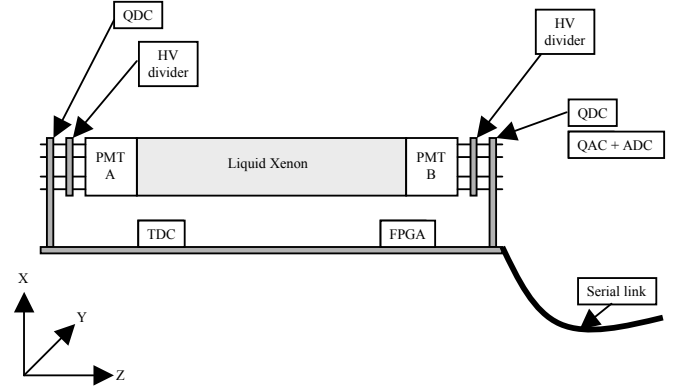 QDC
HV
divider
HV
divider
QDC
QAC + ADC
PMT
A
Liquid Xenon
PMT
B
TDC
FPGA
Serial link
X
Y
Z